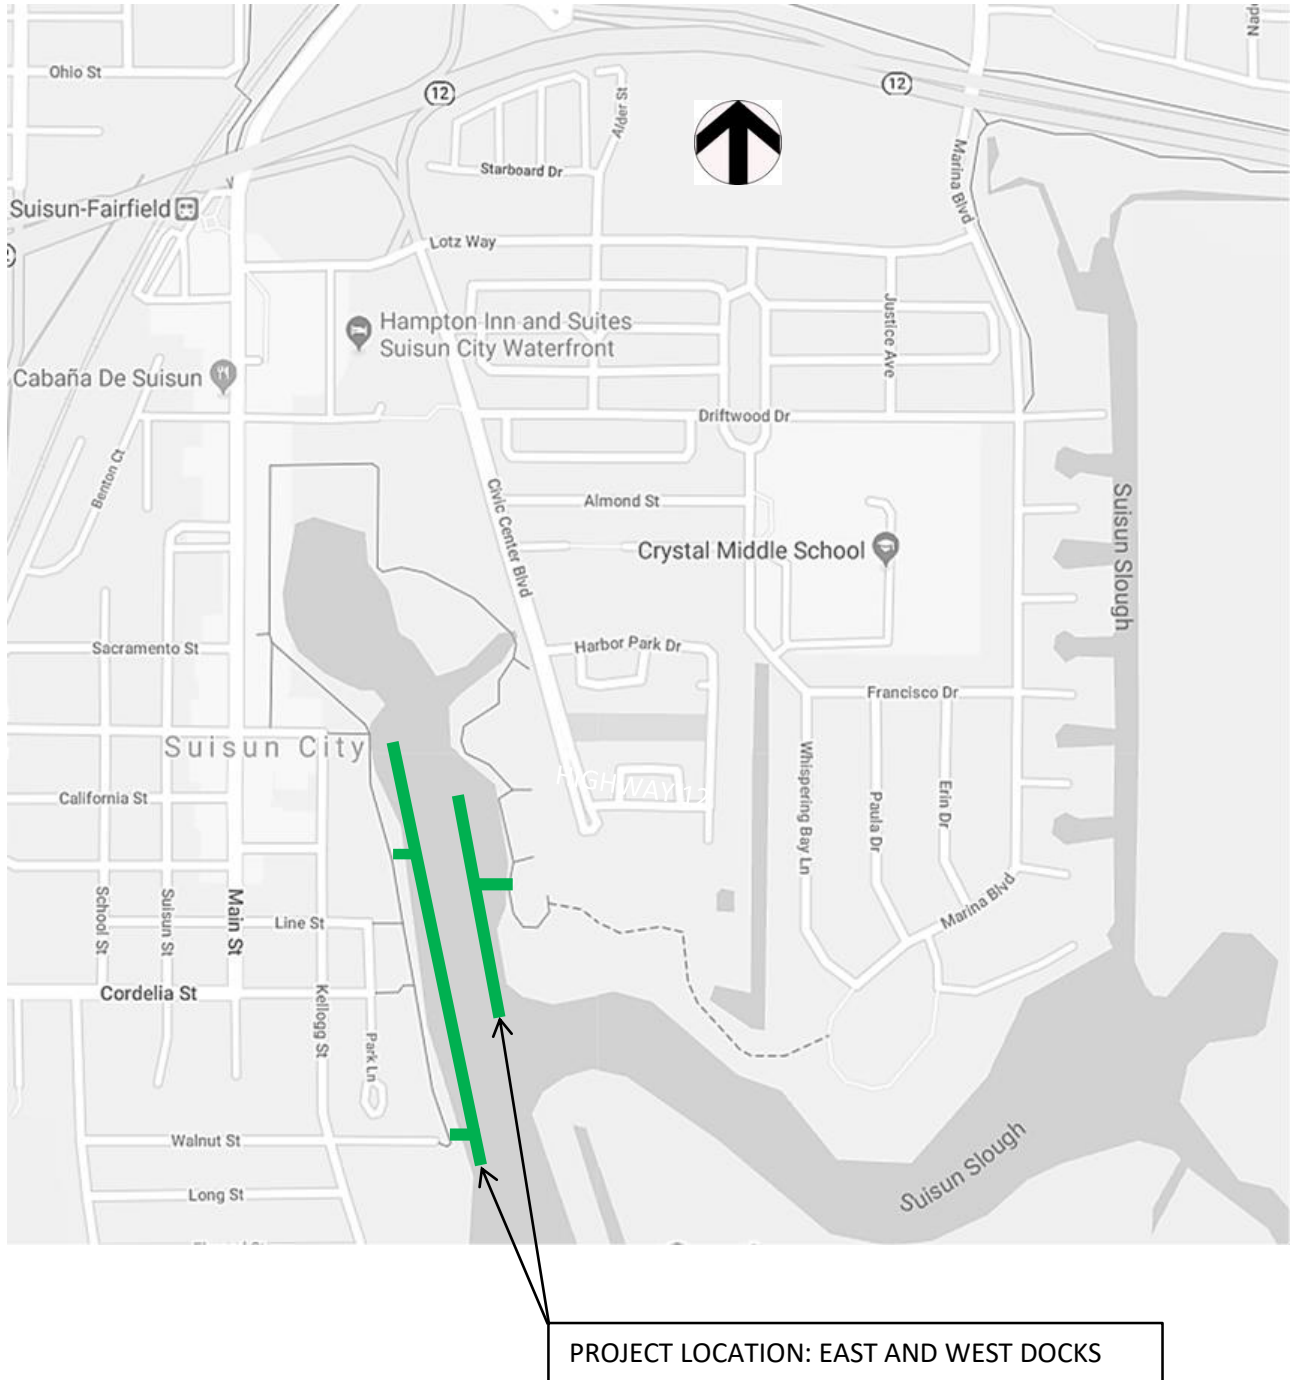 Ohio St
12
12
Nap
Alder St
Starboard Dr
Marina Blvd
Suisun-Fairfield
Lotz Way
Hampton Inn and Suites
Suisun City Waterfront
Justice Ave
Cabaña De Suisun
Driftwood Dr
Benton Ct
Civic Center Blvd
Almond St
Suisun Slough
Crystal Middle School
Sacramento St
Harbor Park Dr
Francisco Dr
Suisun City
HIGHWAY 12
Whispering Bay Ln
California St
Paula Dr
Erin Dr
School St
Suisun St
Main St
Line St
Marina Blvd
Cordelia St
Kellogg St
Park Ln
Walnut St
Suisun Slough
Long St
PROJECT LOCATION: EAST AND WEST DOCKS